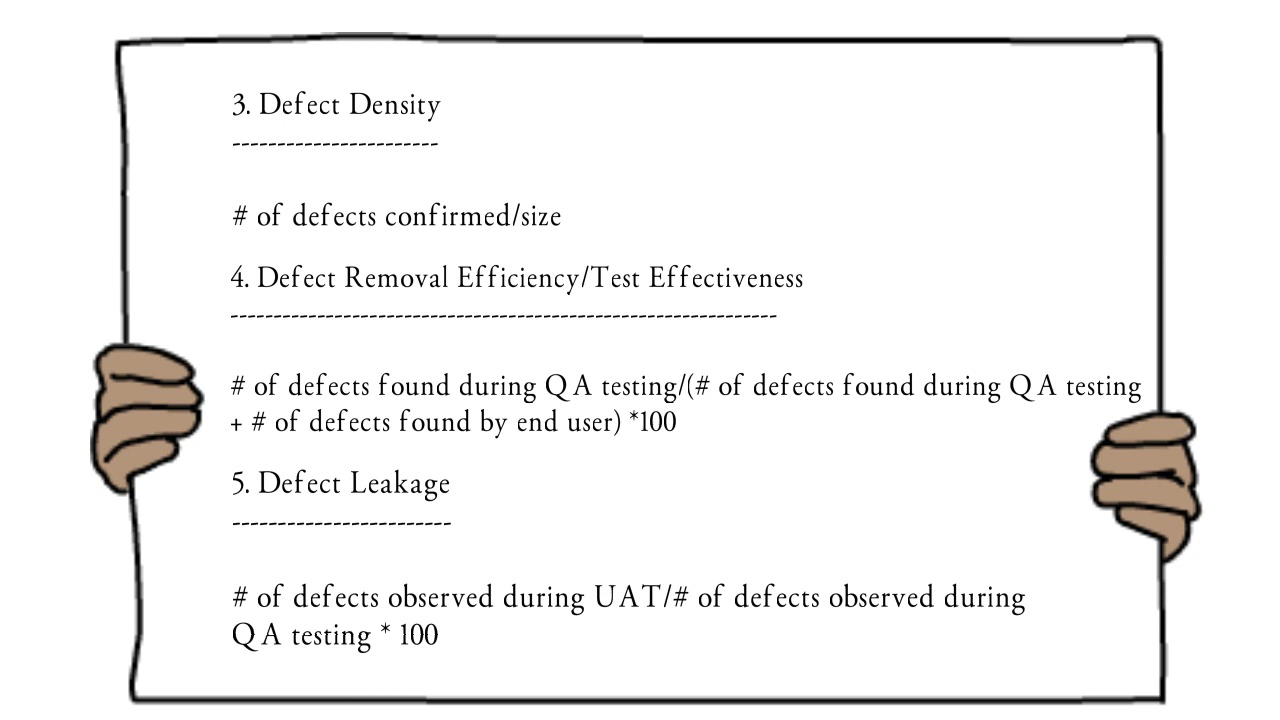 3. Defect Density
-----------------------
# of defects confirmed/size
4. Defect Removal Efficiency/Test Effectiveness
-------------------------------------------------------------
# of defects found during QA testing/(# of defects found during QA testing
+ # of defects found by end user) *100
5. Defect Leakage
------------------------
# of defects observed during UAT/# of defects observed during
QA testing * 100